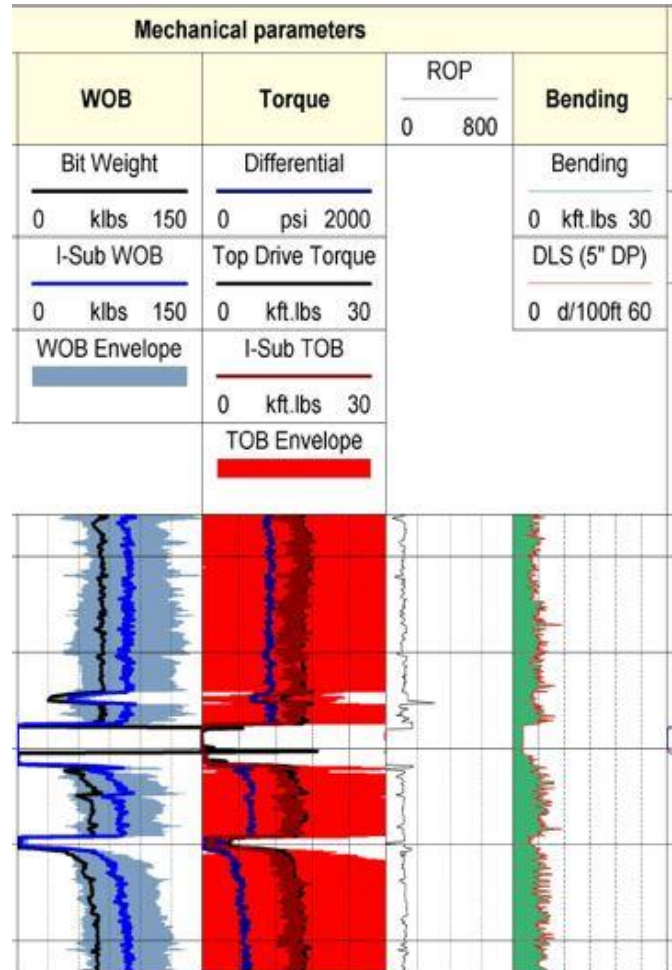 Mechanical parameters
WOB
Torque
ROP
0 800
Bending
Bit Weight
0 klbs 150
Differential
0 psi 2000
Bending
0 kft.lbs 30
I-Sub WOB
0 klbs 150
Top Drive Torque
0 kft.lbs 30
DLS (5" DP)
0 d/100ft 60
WOB Envelope
I-Sub TOB
0 kft.lbs 30
TOB Envelope